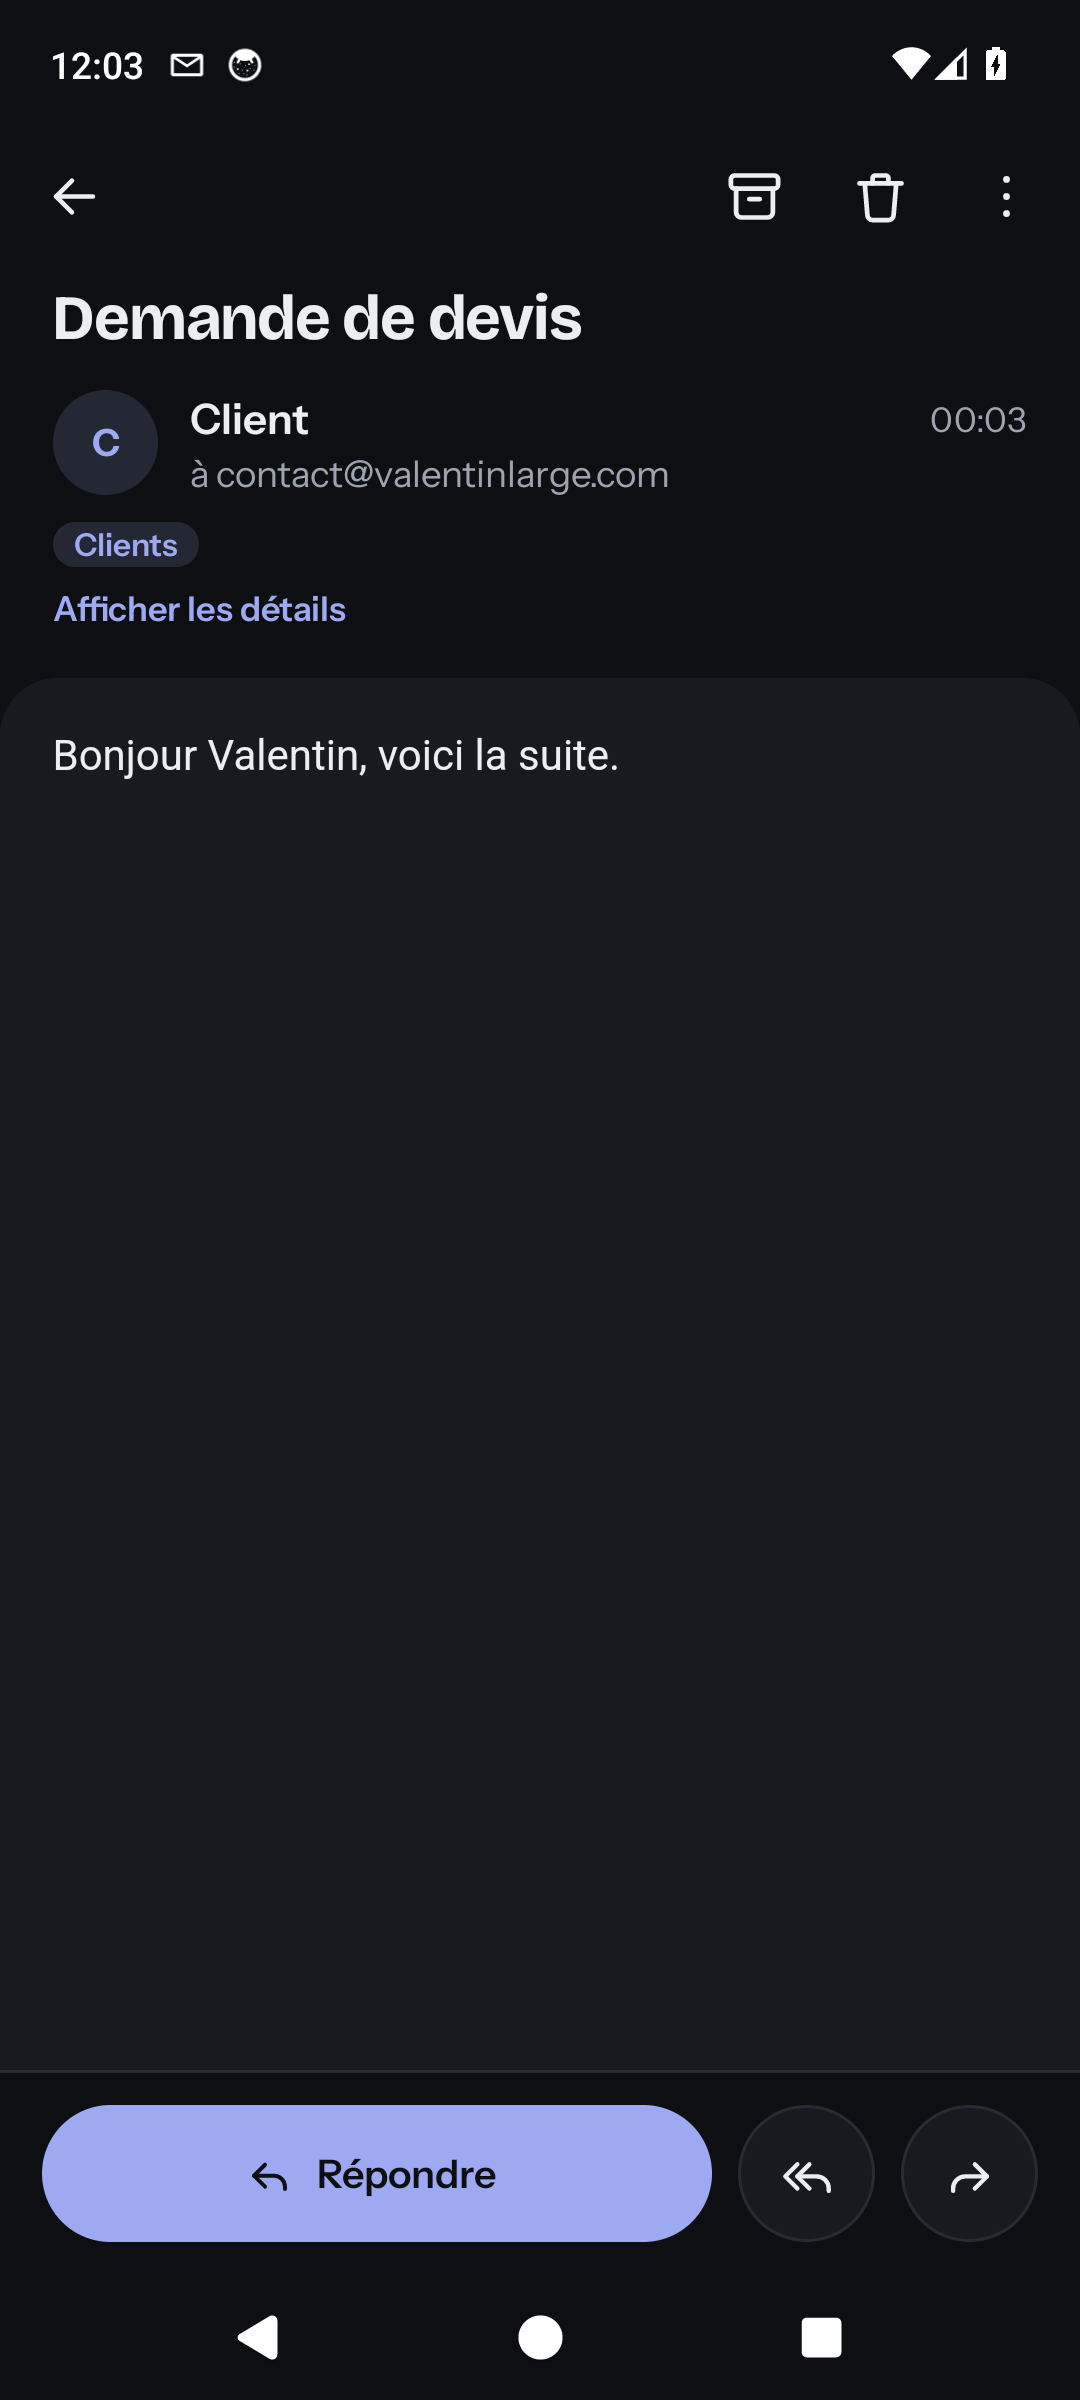 12:03
Demande de devis
C
Client
00:03
à contact@valentinlarge.com
Clients
Afficher les détails
Bonjour Valentin, voici la suite.
Répondre